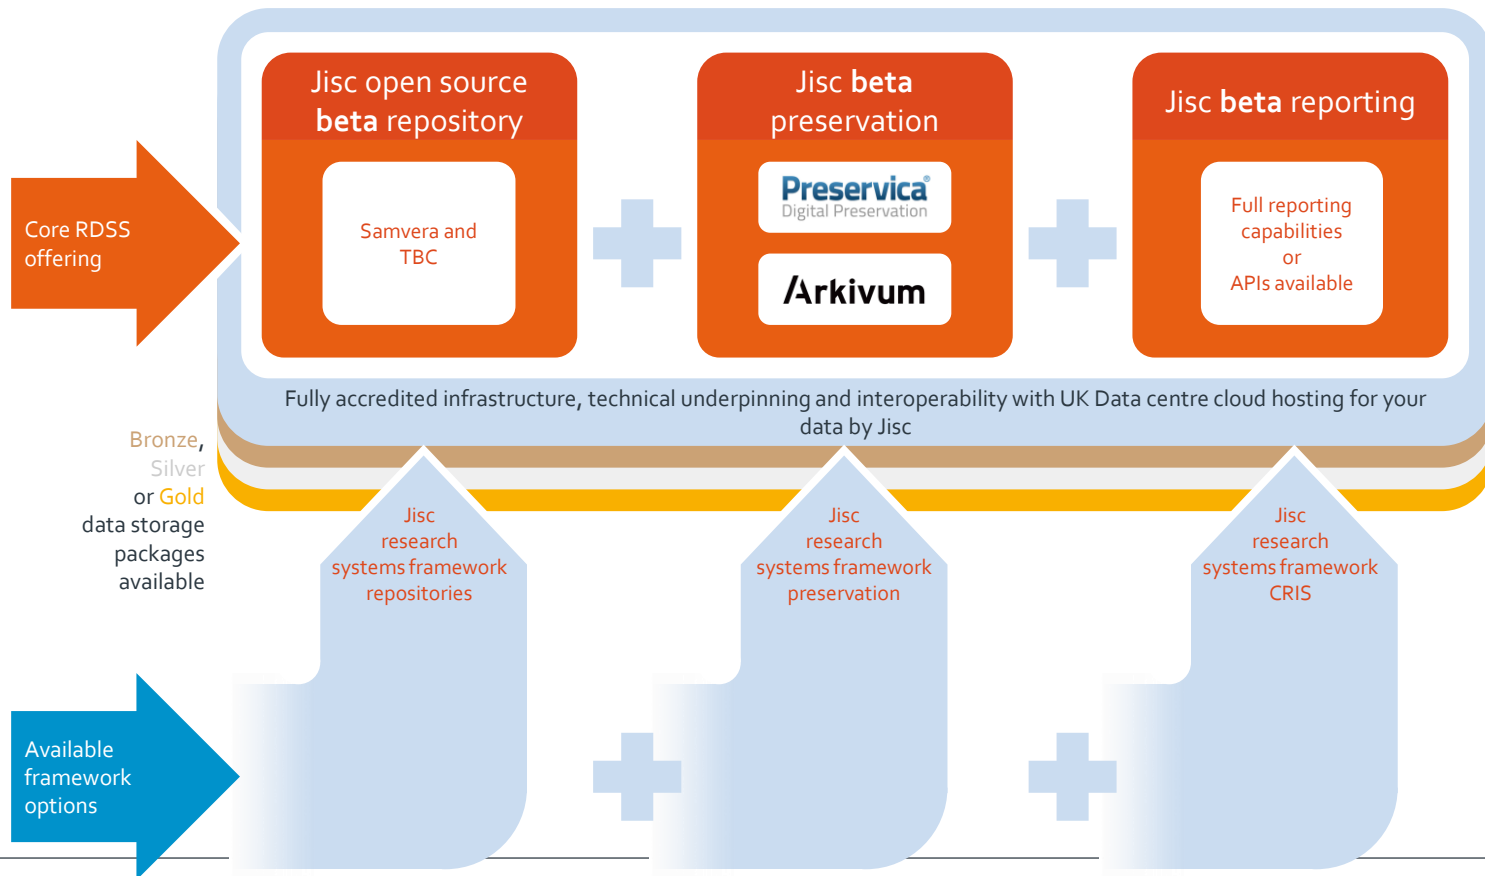 Jisc open source
beta repository
Samvera and
TBC
Jisc beta
preservation
Preservica®
Digital Preservation
Arkivum
Jisc beta reporting
Full reporting
capabilities
or
APIs available
Core RDSS
offering
Fully accredited infrastructure, technical underpinning and interoperability with UK Data centre cloud hosting for your
data by Jisc
Bronze,
Silver
or Gold
data storage
packages
available
Jisc
research
systems framework
repositories
Jisc
research
systems framework
preservation
Jisc
research
systems framework
CRIS
Available
framework
options